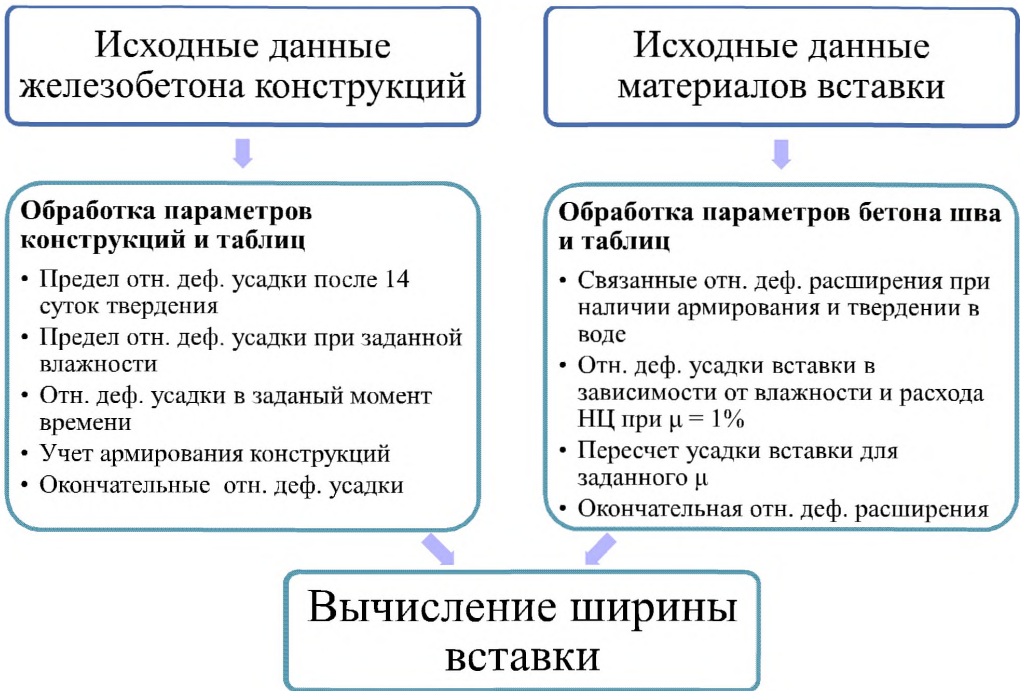 Исходные данные
железобетона конструкций
Исходные данные
материалов вставки
Обработка параметров
конструкций и таблиц
• Предел отн. деф. усадки после 14
суток твердения
• Предел отн. деф. усадки при заданной
влажности
• Отн. деф. усадки в заданый момент
времени
• Учет армирования конструкций
• Окончательные отн. деф. усадки
Обработка параметров бетона шва
и таблиц
• Связанные отн. деф. расширения при
наличии армирования и твердении в
воде
• Отн. деф. усадки вставки в
зависимости от влажности и расхода
НЦ при μ = 1%
• Пересчет усадки вставки для
заданного μ
• Окончательная отн. деф. расширения
Вычисление ширины
вставки